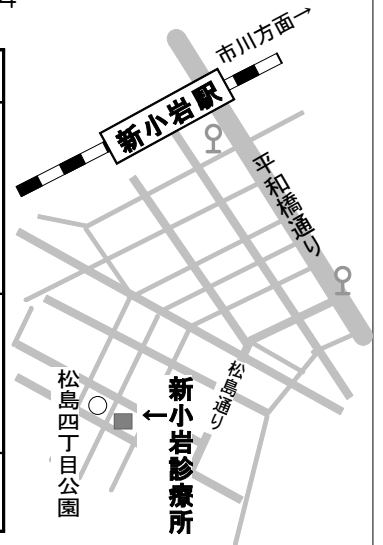 市川方面→
新小岩駅
平和橋通り
松島通り
←新小岩診療所
松島四丁目公園